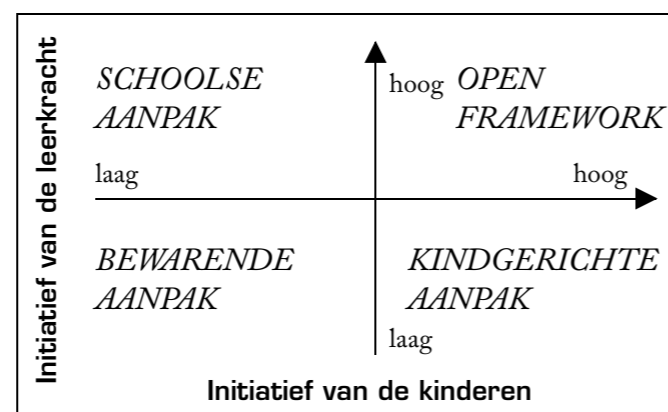 Initiatief van de leerkracht
SCHOOLSE
AANPAK
hoog
OPEN
FRAMEWORK
laag
hoog
BEWARENDE
AANPAK
KINDGERICHTE
AANPAK
laag
Initiatief van de kinderen